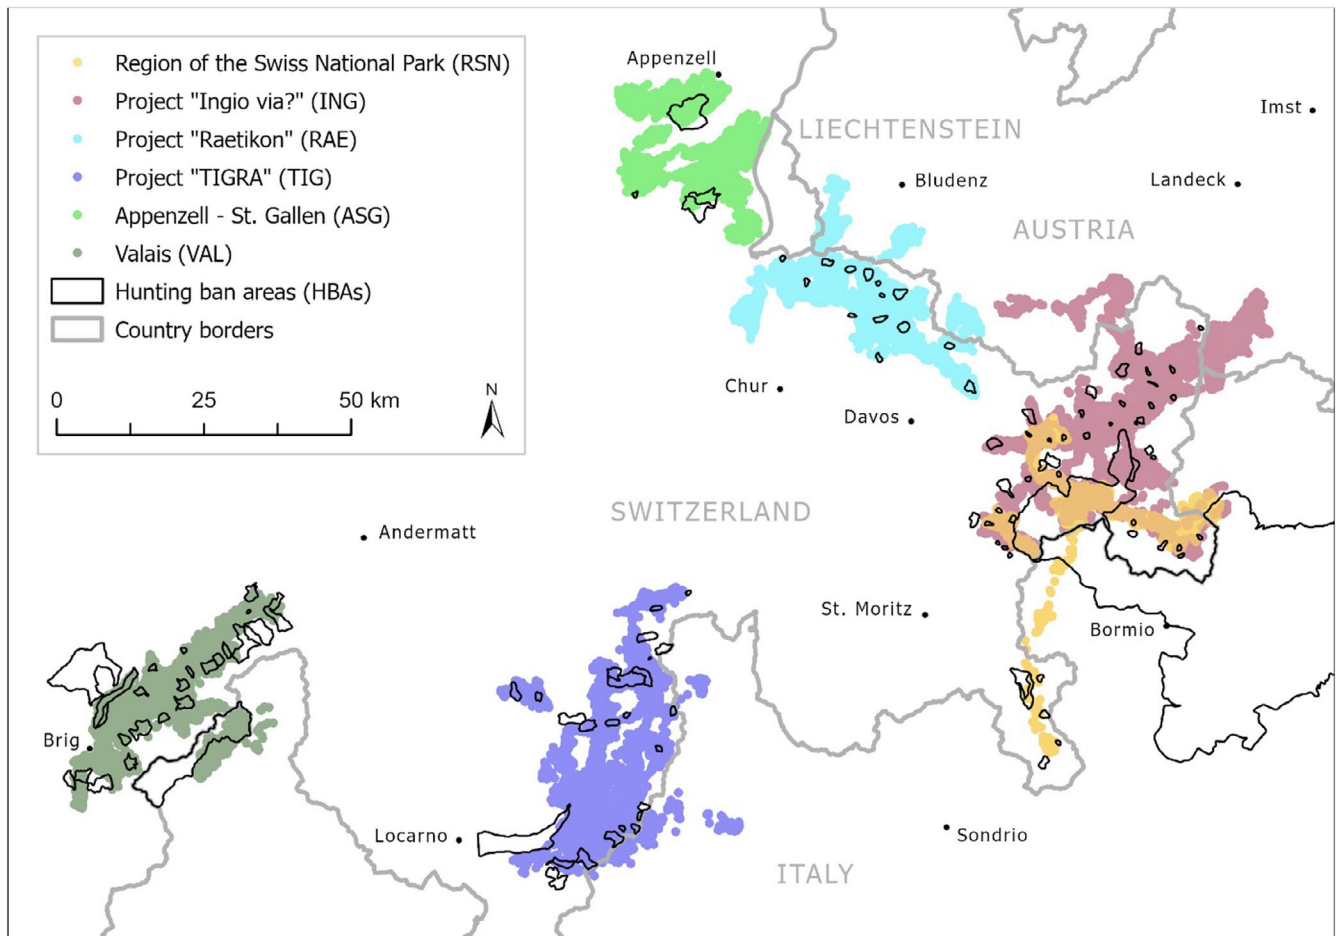 Region of the Swiss National Park (RSN)
Project "Ingio via?" (ING)
Project "Raetikon" (RAE)
Project "TIGRA" (TIG)
Appenzell - St. Gallen (ASG)
Valais (VAL)
Hunting ban areas (HBAs)
Country borders
0 25 50 km
N
Appenzell
Imst
LIECHTENSTEIN
Bludenz
Landeck
AUSTRIA
Chur
Davos
SWITZERLAND
Andermatt
St. Moritz
Bormio
Brig
Locarno
Sondrio
ITALY